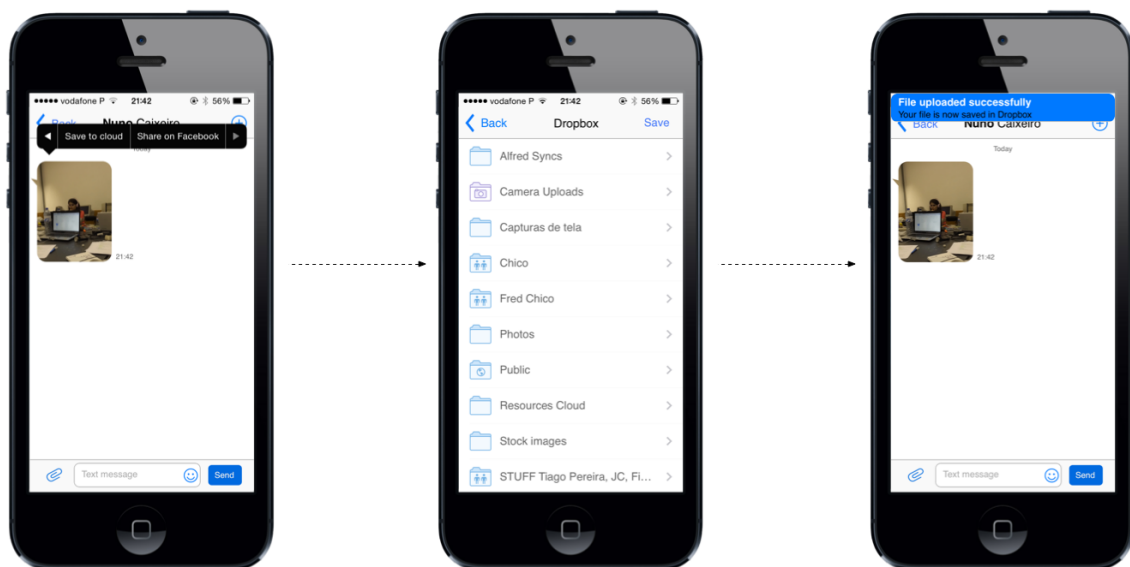 vodafone P 21:42 56%
Back Nuno Caixeiro
Save to cloud Share on Facebook
Today
21:42
Text message Send
vodafone P 21:42 56%
Back Dropbox Save
Alfred Syncs
Camera Uploads
Capturas de tela
Chico
Fred Chico
Photos
Public
Resources Cloud
Stock images
STUFF Tiago Pereira, JC, Fi...
File uploaded successfully
Your file is now saved in Dropbox
Back Nuno Caixeiro
Today
21:42
Text message Send